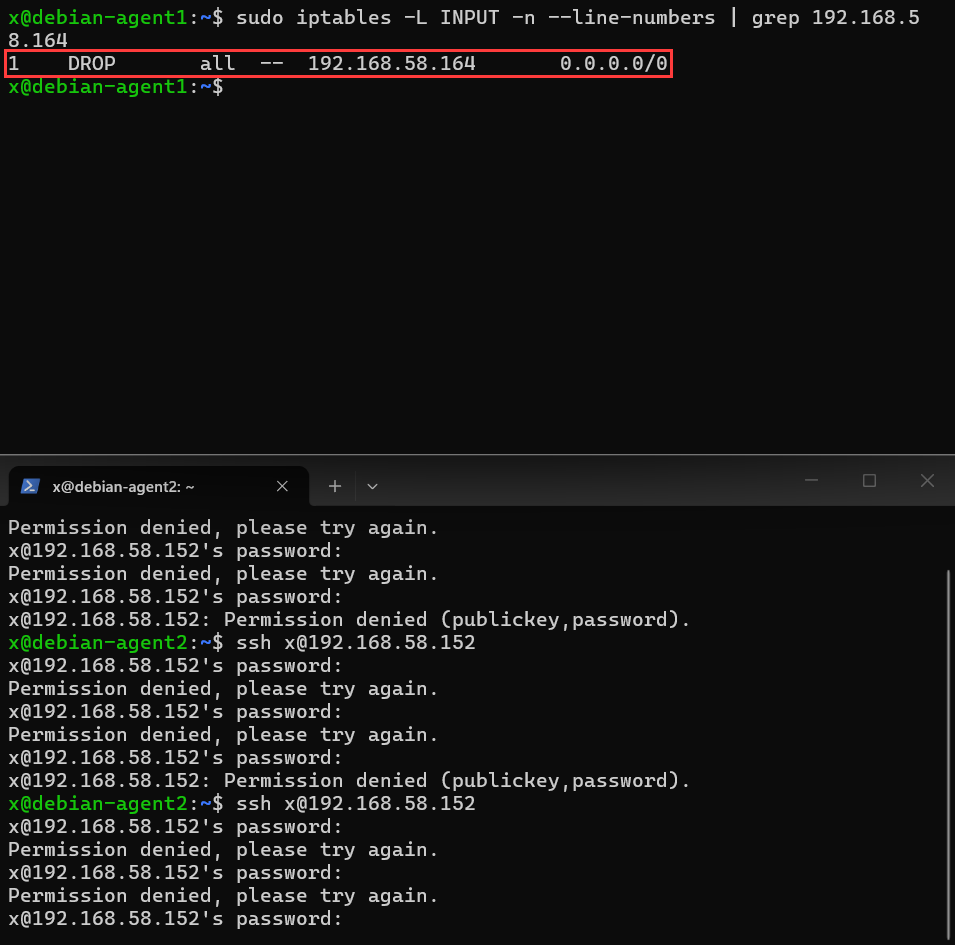 x@debian-agent1:~$ sudo iptables -L INPUT -n --line-numbers | grep 192.168.5
8.164
1    DROP       all  --  192.168.58.164       0.0.0.0/0
x@debian-agent1:~$
x@debian-agent2: ~
Permission denied, please try again.
x@192.168.58.152's password:
Permission denied, please try again.
x@192.168.58.152's password:
x@192.168.58.152: Permission denied (publickey,password).
x@debian-agent2:~$ ssh x@192.168.58.152
x@192.168.58.152's password:
Permission denied, please try again.
x@192.168.58.152's password:
Permission denied, please try again.
x@192.168.58.152's password:
x@192.168.58.152: Permission denied (publickey,password).
x@debian-agent2:~$ ssh x@192.168.58.152
x@192.168.58.152's password:
Permission denied, please try again.
x@192.168.58.152's password:
Permission denied, please try again.
x@192.168.58.152's password: